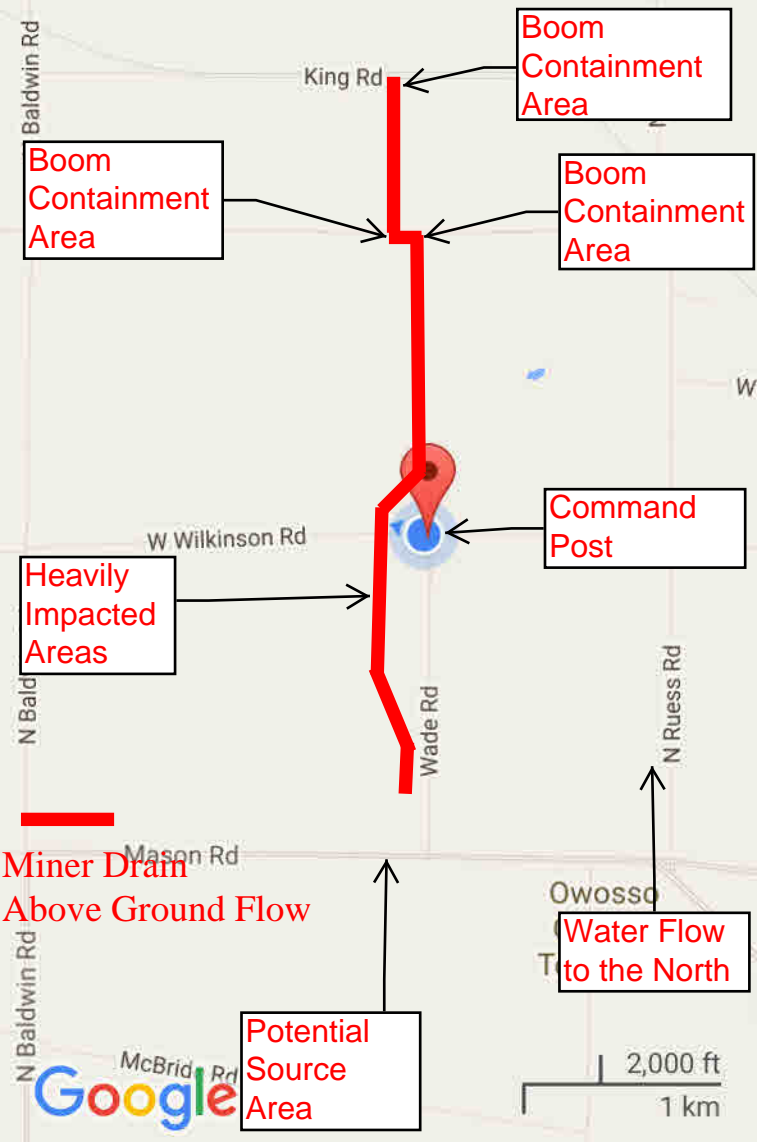 N Baldwin Rd
King Rd
Boom
Containment
Area
Boom
Containment
Area
Boom
Containment
Area
W
W Wilkinson Rd
Command
Post
Heavily
Impacted
Areas
N Bald
Wade Rd
N Ruess Rd
Mason Rd
Miner Drain
Above Ground Flow
Owosso
Water Flow
to the North
N Baldwin Rd
McBrid Rd
Potential
Source
Area
Google
2,000 ft
1 km